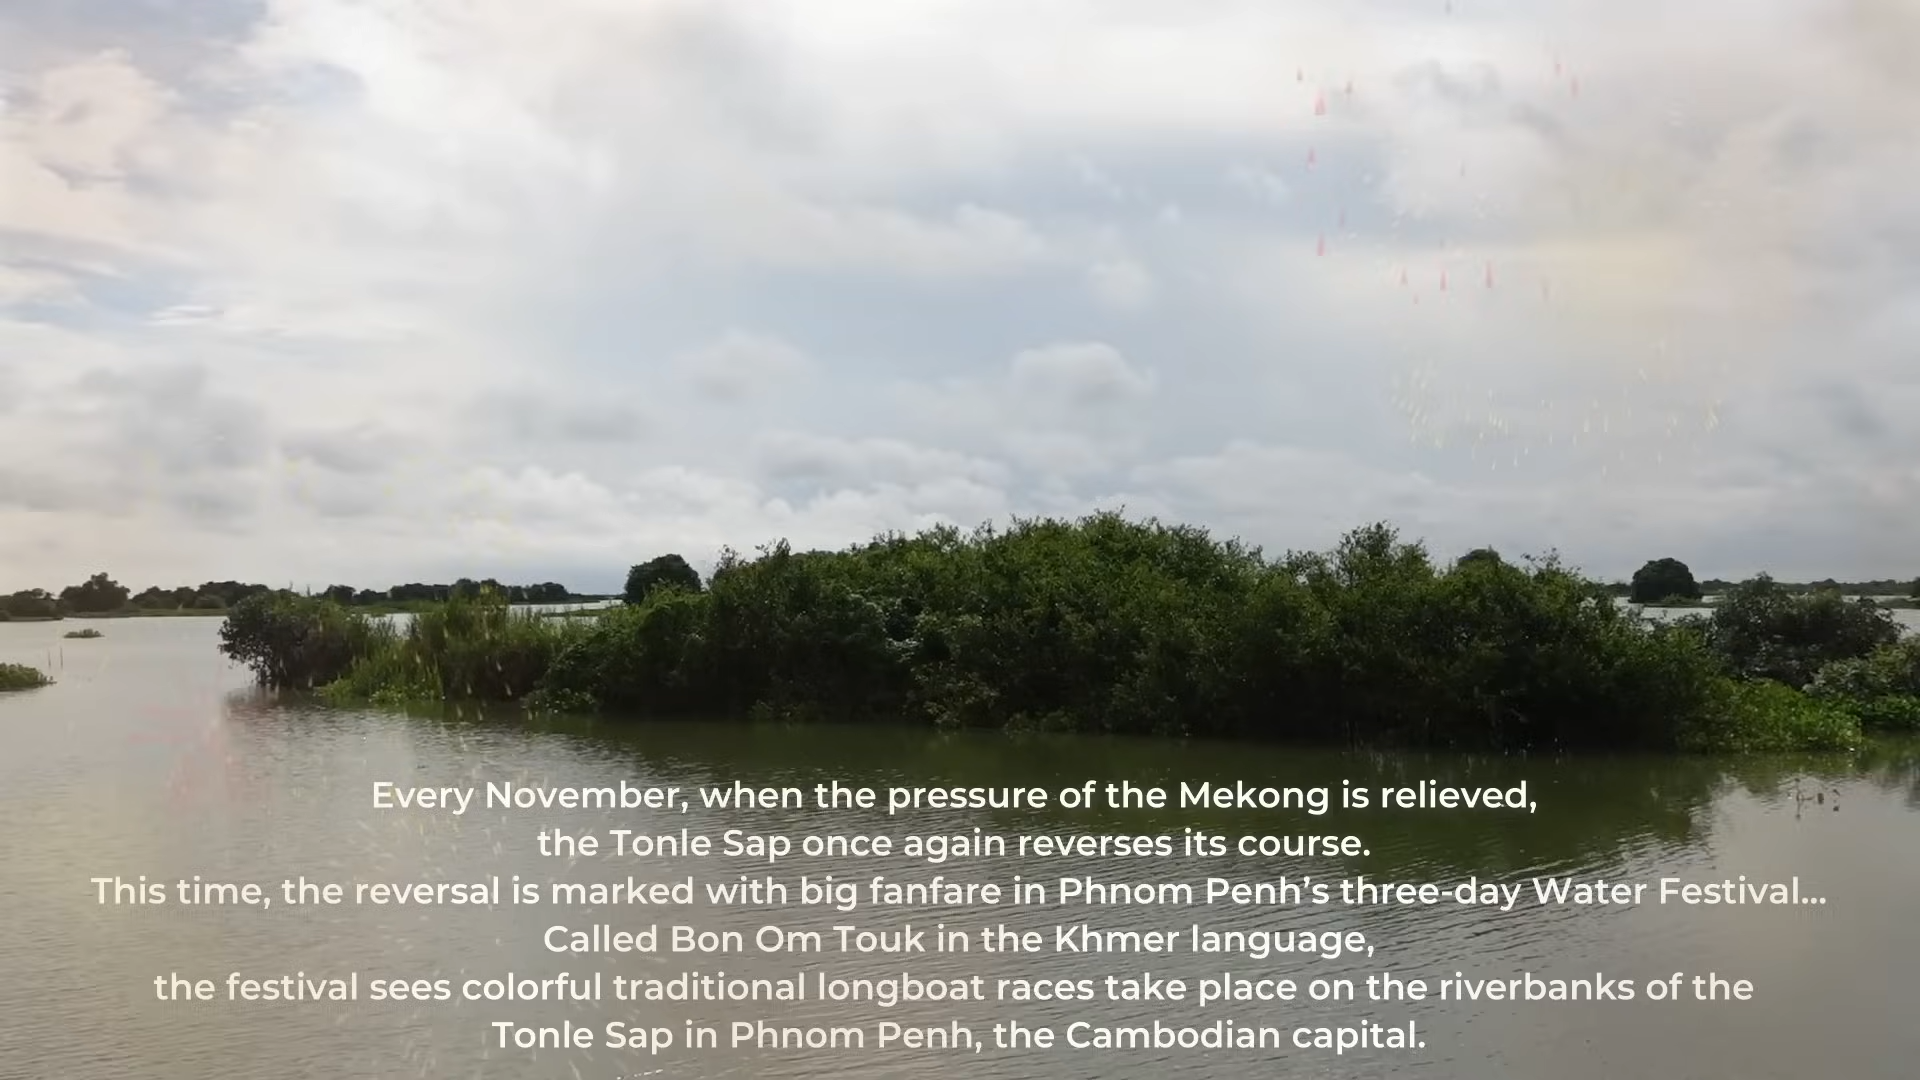 Every November, when the pressure of the Mekong is relieved,
the Tonle Sap once again reverses its course.
This time, the reversal is marked with big fanfare in Phnom Penh’s three-day Water Festival...
Called Bon Om Touk in the Khmer language,
the festival sees colorful traditional longboat races take place on the riverbanks of the
Tonle Sap in Phnom Penh, the Cambodian capital.